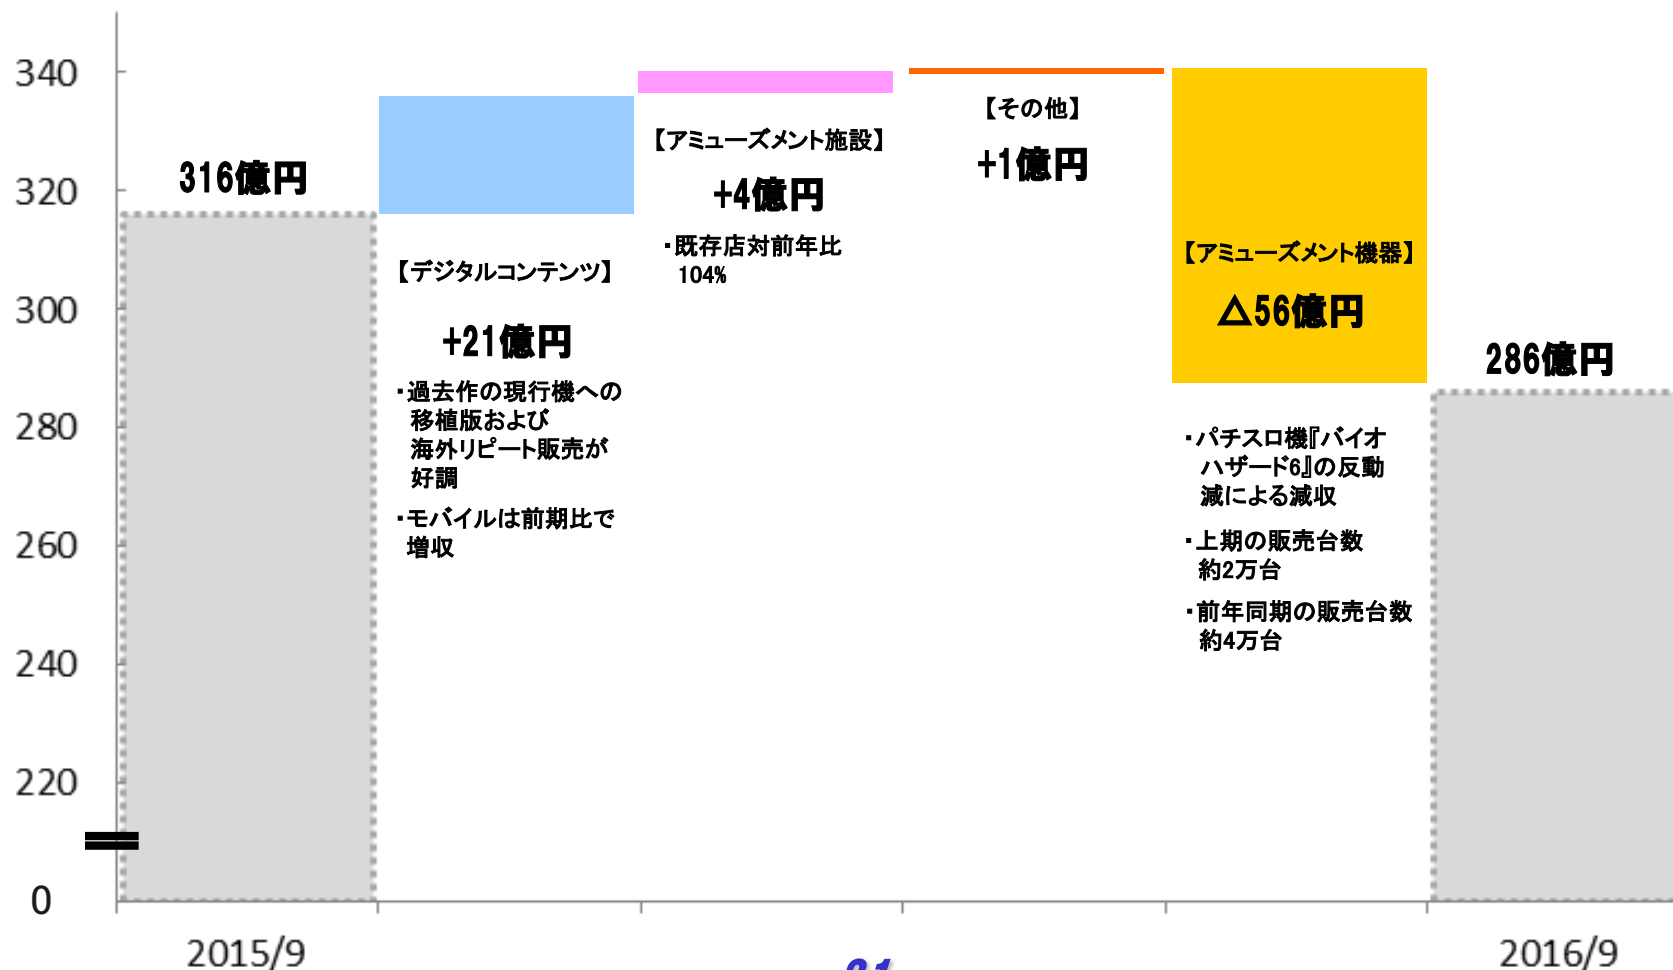 340
320
300
280
260
240
220
0
316億円
【デジタルコンテンツ】
+21億円
・過去作の現行機への
移植版および
海外リピート販売が
好調
・モバイルは前期比で
増収
【アミューズメント施設】
+4億円
・既存店対前年比
104%
【その他】
+1億円
【アミューズメント機器】
△56億円
・パチスロ機『バイオ
ハザード6』の反動
減による減収
・上期の販売台数
約2万台
・前年同期の販売台数
約4万台
286億円
2015/9
2016/9